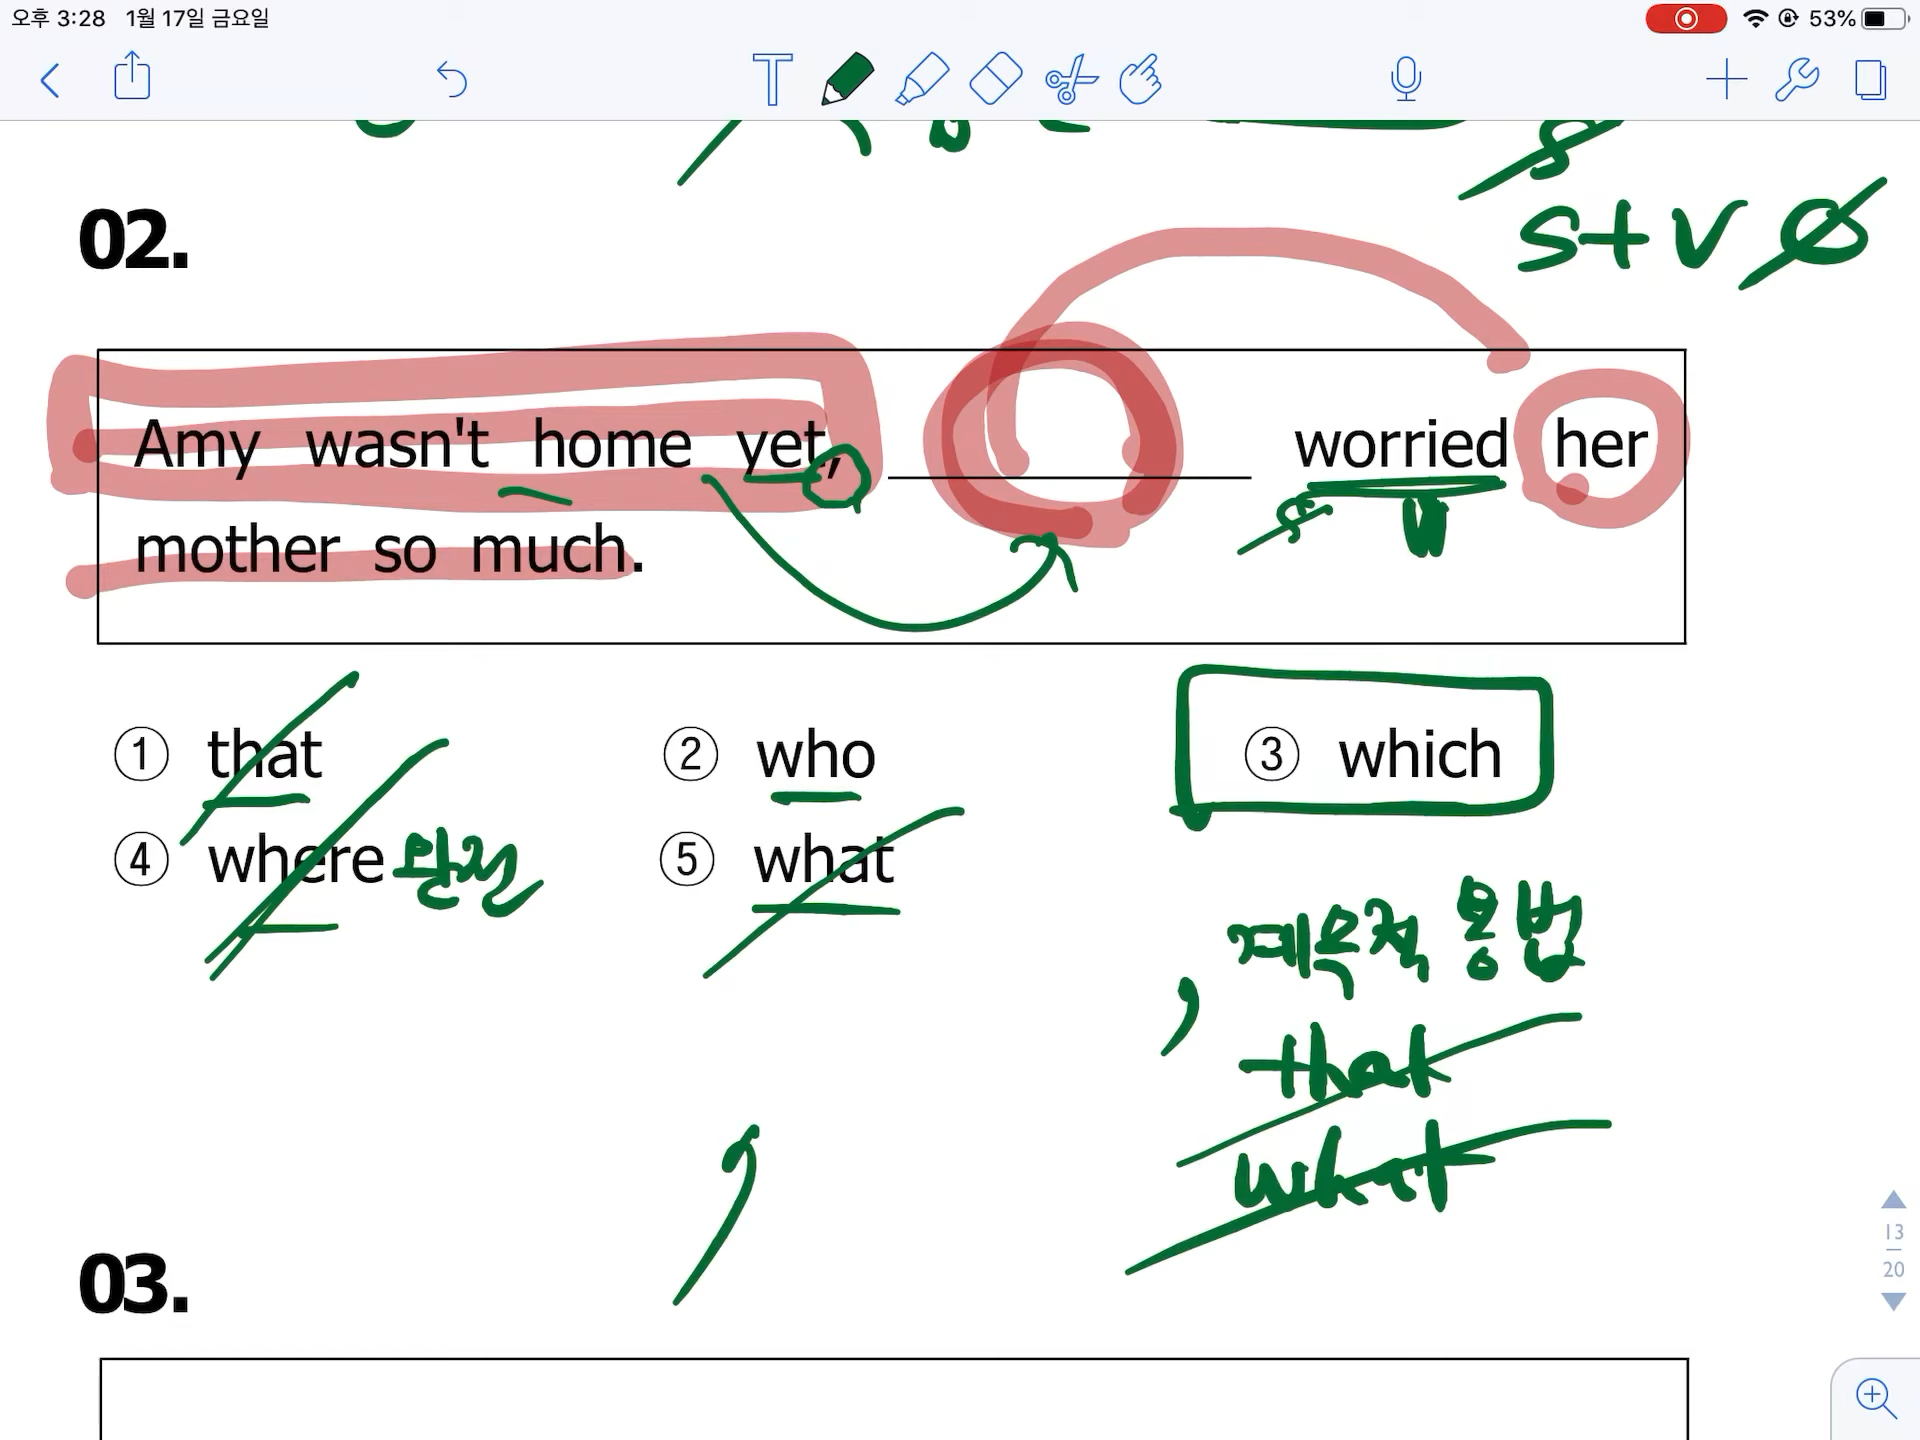 오후 3:28 1월 17일 금요일 53%
T
S+V
02.
Amy wasn't home yet, ____________ worried her
S V
mother so much.
① that ② who ③ which
④ where 완전 ⑤ what
, 계속적 용법
that
what
13
20
03.